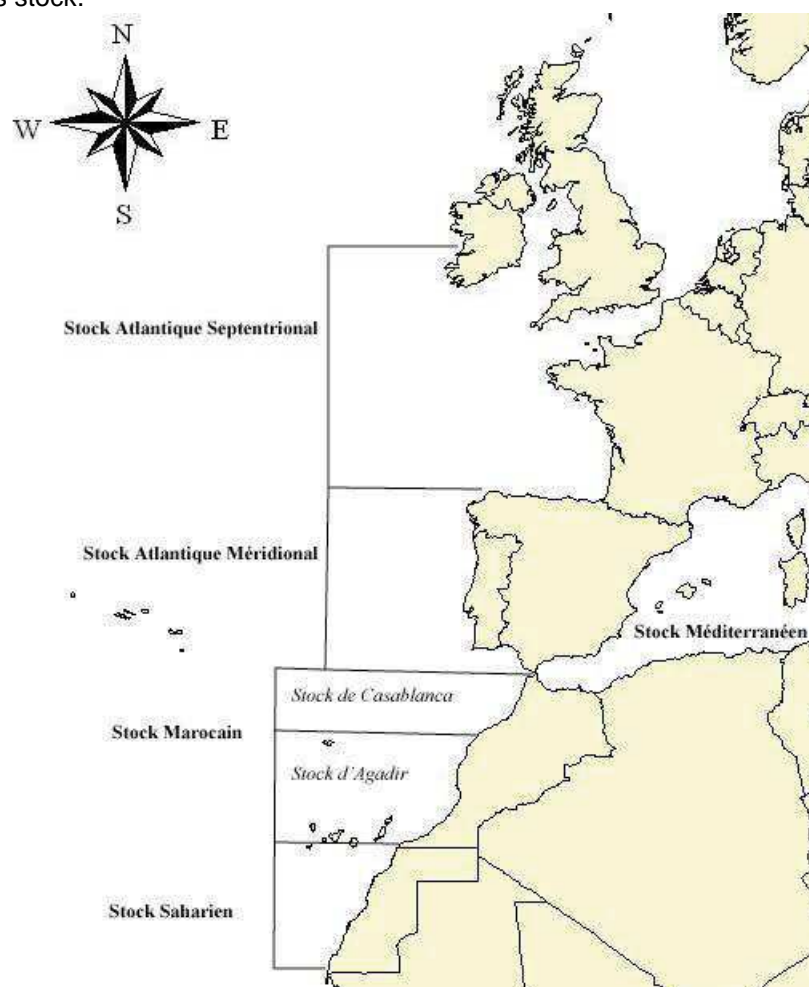 s stock.
N
W E
S
Stock Atlantique Septentrional
Stock Atlantique Méridional
Stock Méditerranéen
Stock de Casablanca
Stock Marocain
Stock d'Agadir
Stock Saharien